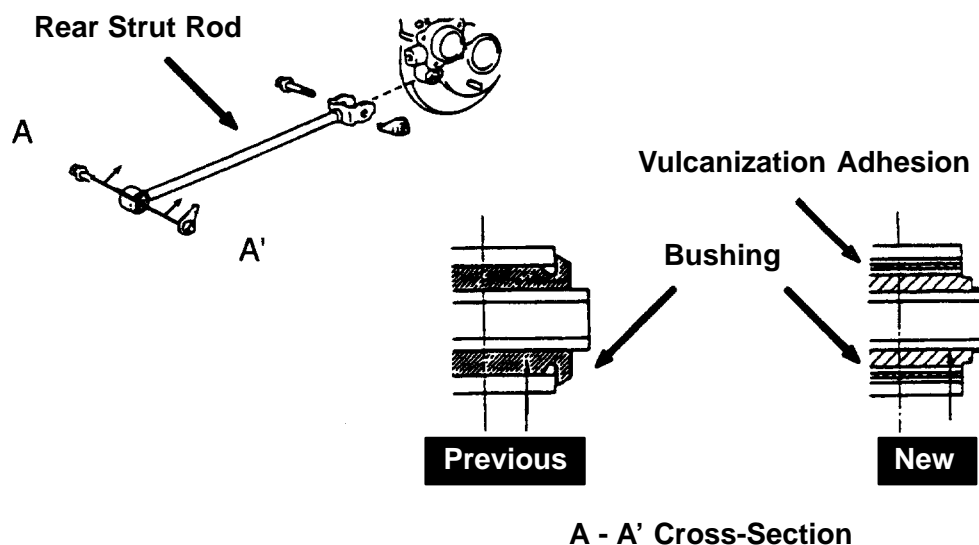 Rear Strut Rod
A
A'
Vulcanization Adhesion
Bushing
Previous
New
A - A' Cross-Section